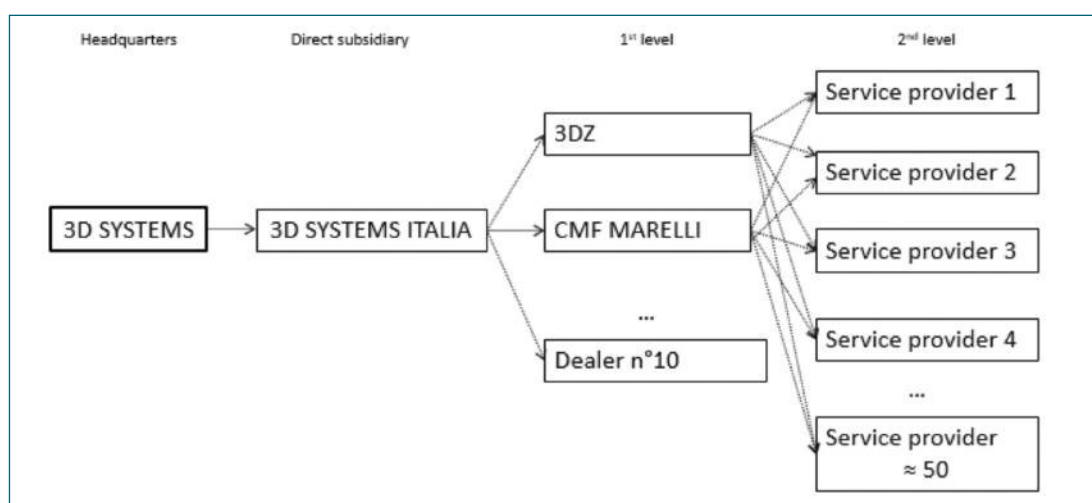 Headquarters
Direct subsidiary
1st level
2nd level
Service provider 1
3DZ
Service provider 2
3D SYSTEMS
3D SYSTEMS ITALIA
CMF MARELLI
Service provider 3
...
Service provider 4
Dealer n°10
...
Service provider
≈ 50